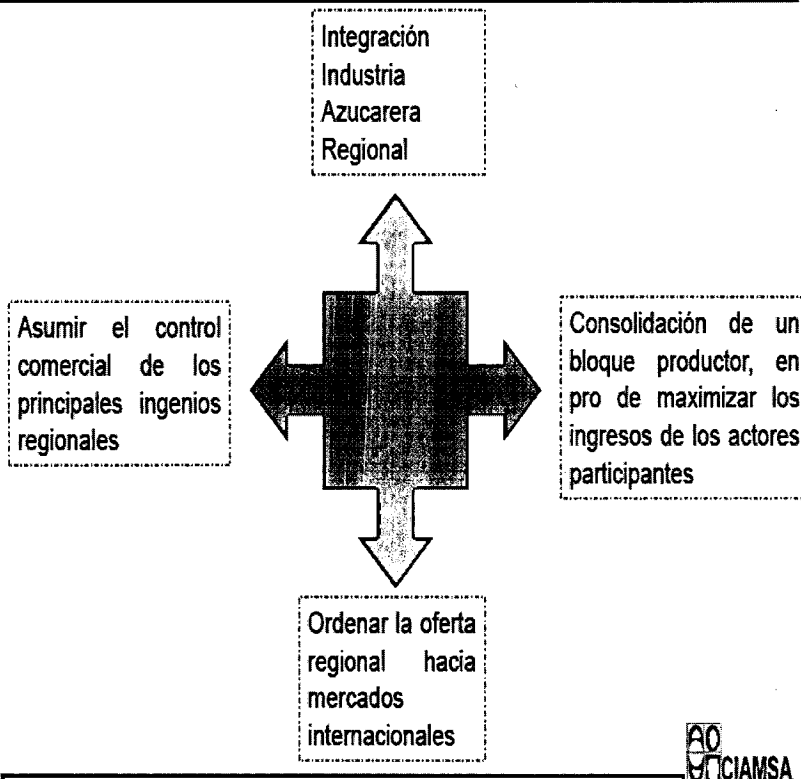 Integración
Industria
Azucarera
Regional
Asumir el control
comercial de los
principales ingenios
regionales
Consolidación de un
bloque productor, en
pro de maximizar los
ingresos de los actores
participantes
Ordenar la oferta
regional hacia
mercados
internacionales
CIAMSA